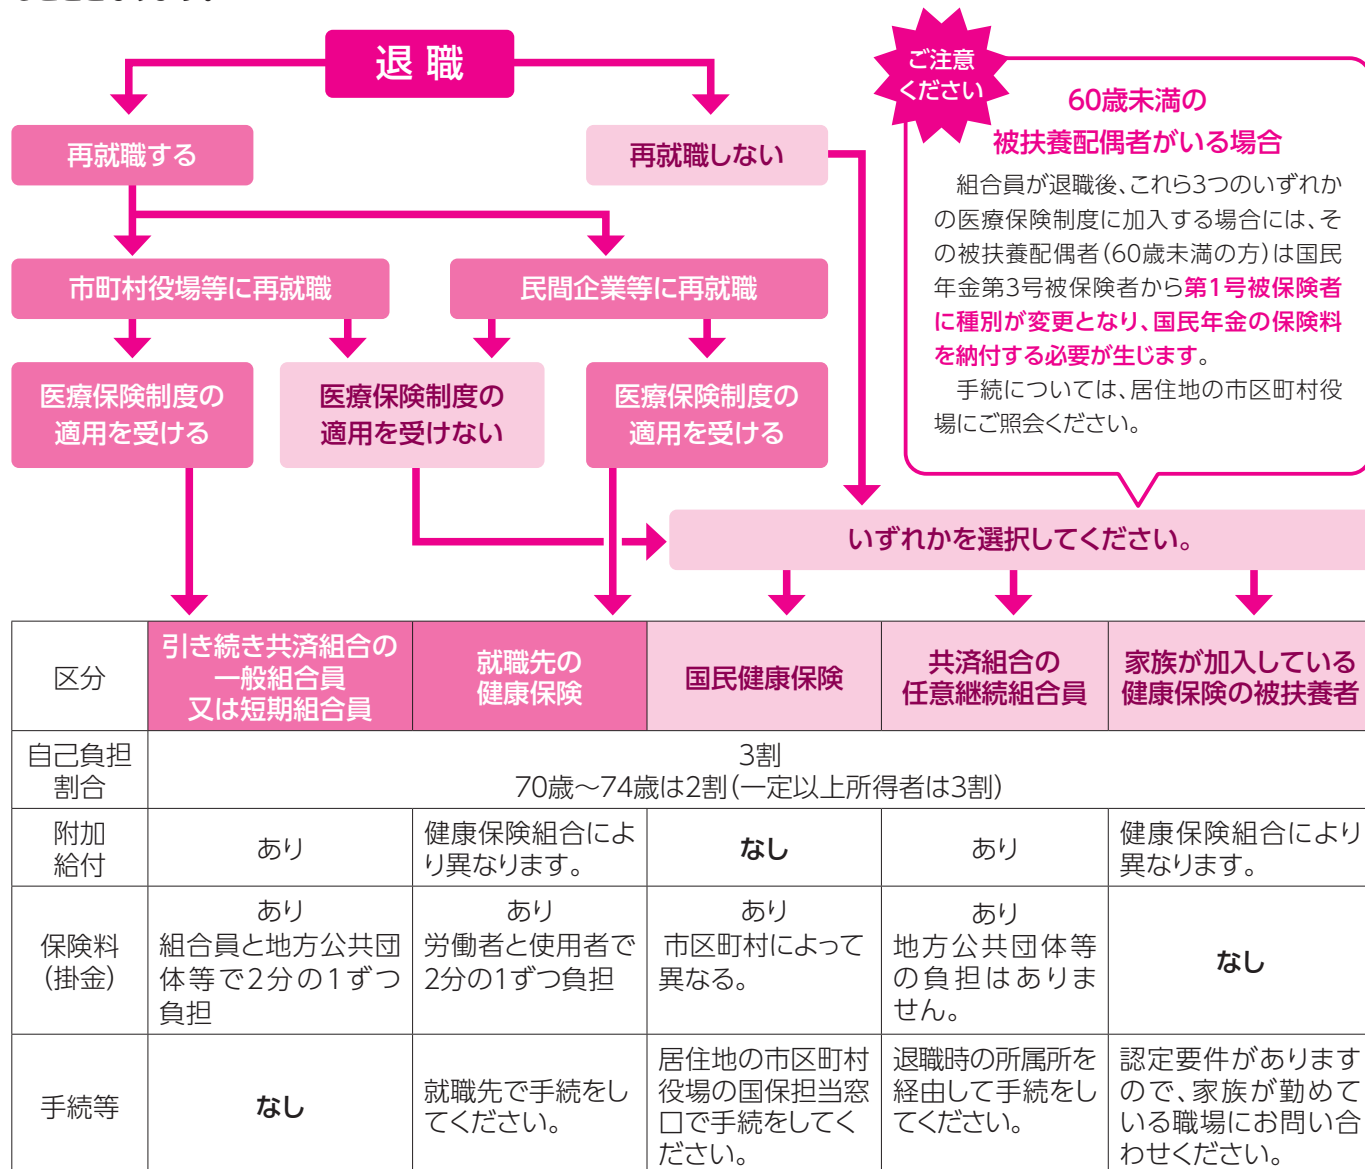 退 職
ご注意
ください
再就職する
再就職しない
60歳未満の
被扶養配偶者がいる場合
組合員が退職後、これら3つのいずれか
の医療保険制度に加入する場合には、そ
の被扶養配偶者(60歳未満の方)は国民
年金第3号被保険者から第1号被保険者
に種別が変更となり、国民年金の保険料
を納付する必要が生じます。
手続については、居住地の市区町村役
場にご照会ください。
市町村役場等に再就職
民間企業等に再就職
医療保険制度の
適用を受ける
医療保険制度の
適用を受けない
医療保険制度の
適用を受ける
いずれかを選択してください。
区分
引き続き共済組合の
一般組合員
又は短期組合員
就職先の
健康保険
国民健康保険
共済組合の
任意継続組合員
家族が加入している
健康保険の被扶養者
自己負担
割合
3割
70歳～74歳は2割(一定以上所得者は3割)
附加
給付
あり
健康保険組合によ
り異なります。
なし
あり
健康保険組合により
異なります。
保険料
(掛金)
あり
組合員と地方公共団
体等で2分の1ずつ
負担
あり
労働者と使用者で
2分の1ずつ負担
あり
市区町村によって
異なる。
あり
地方公共団体等
の負担はありま
せん。
なし
手続等
なし
就職先で手続をし
てください。
居住地の市区町村
役場の国保担当窓
口で手続をしてく
ださい。
退職時の所属所を
経由して手続をし
てください。
認定要件があります
ので、家族が勤めて
いる職場にお問い合
わせください。